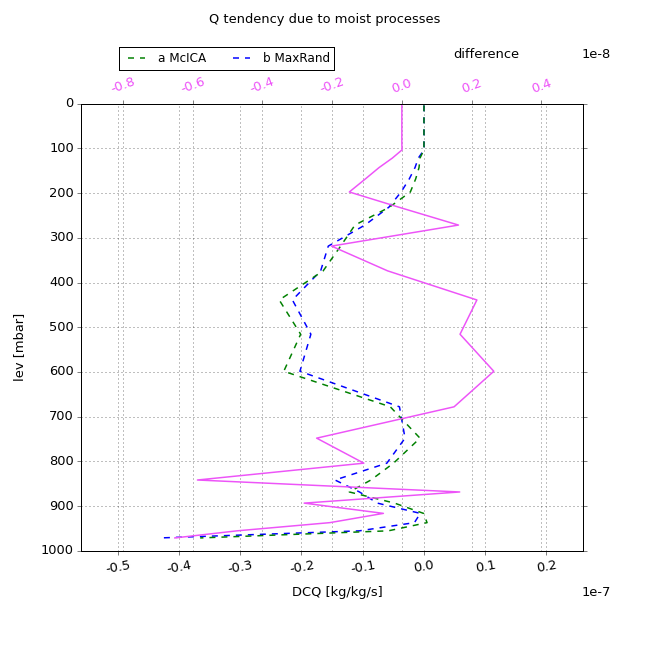 Q tendency due to moist processes
a McICA b MaxRand
difference 1e-8
-0.8 -0.6 -0.4 -0.2 0.0 0.2 0.4
0
100
200
300
400
500
600
700
800
900
1000
lev [mbar]
-0.5 -0.4 -0.3 -0.2 -0.1 0.0 0.1 0.2
DCQ [kg/kg/s] 1e-7